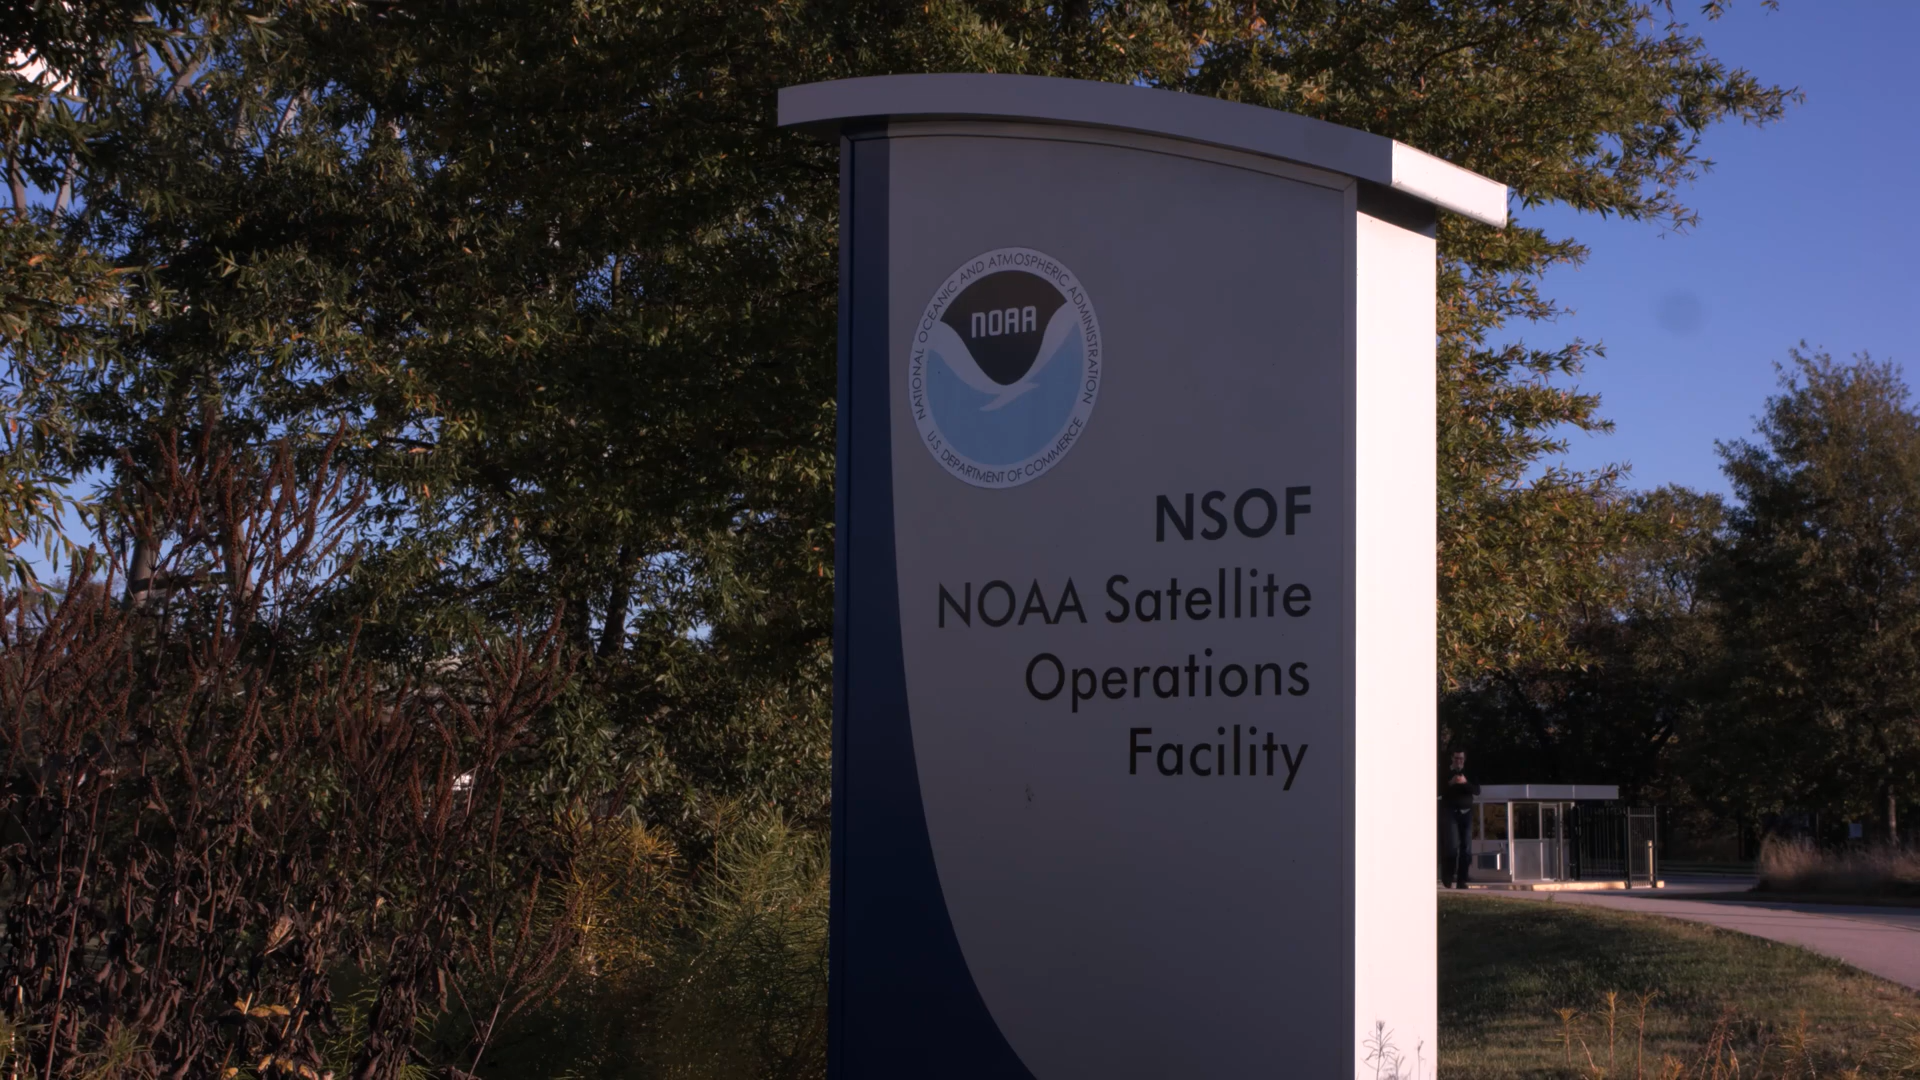 NATIONAL OCEANIC AND ATMOSPHERIC ADMINISTRATION
NOAA
U.S. DEPARTMENT OF COMMERCE
NSOF
NOAA Satellite
Operations
Facility